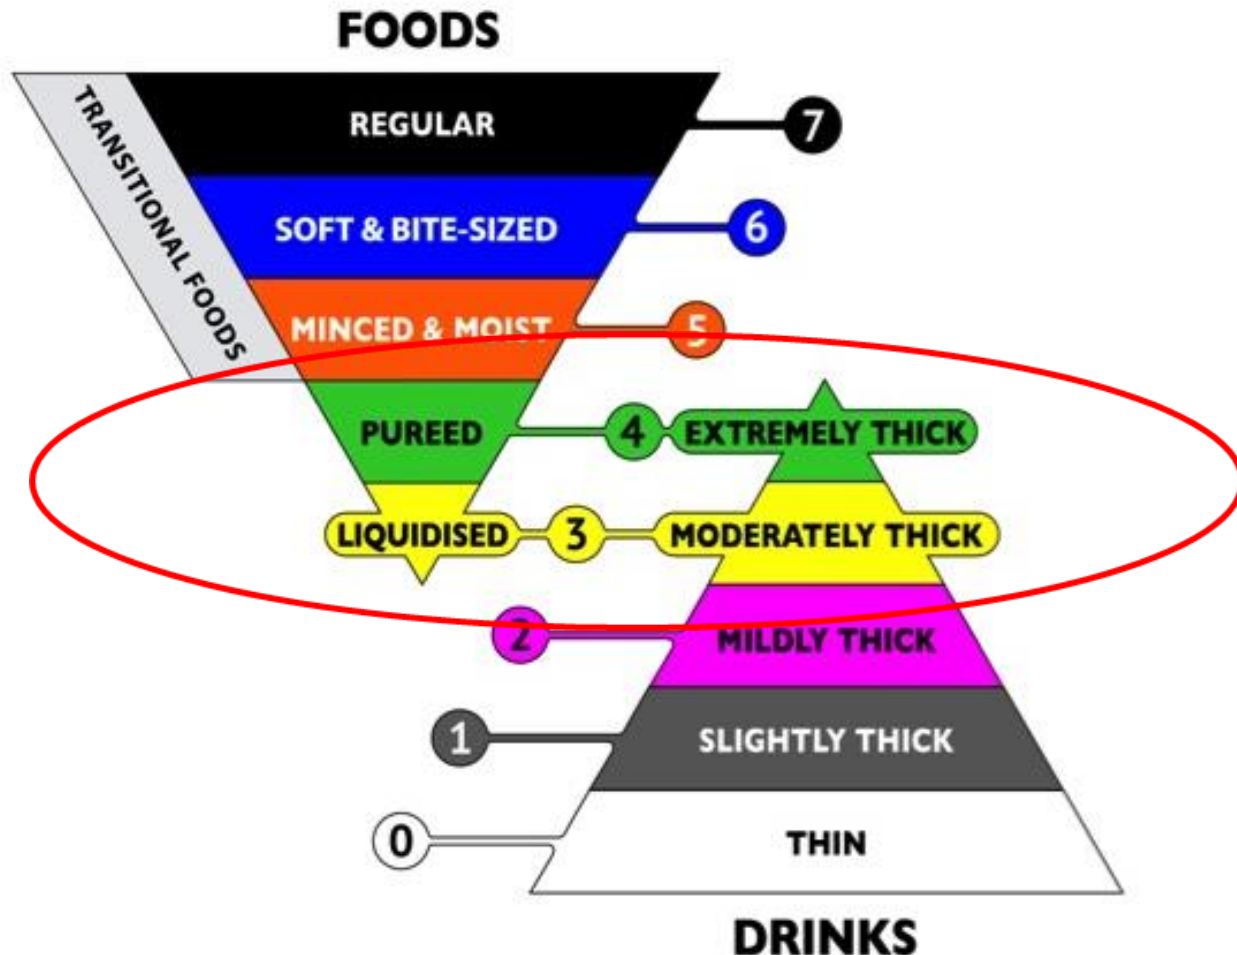 FOODS
TRANSITIONAL FOODS
REGULAR
7
SOFT & BITE-SIZED
6
MINCED & MOIST
5
PUREED
4
EXTREMELY THICK
LIQUIDISED
3
MODERATELY THICK
2
MILDLY THICK
1
SLIGHTLY THICK
0
THIN
DRINKS